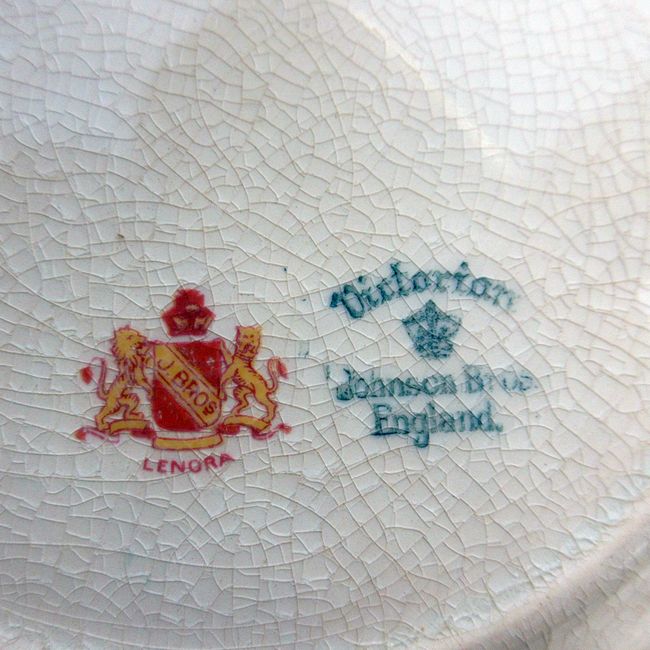 J. BROS
LENORA
Victorian
Johnson Bros
England.